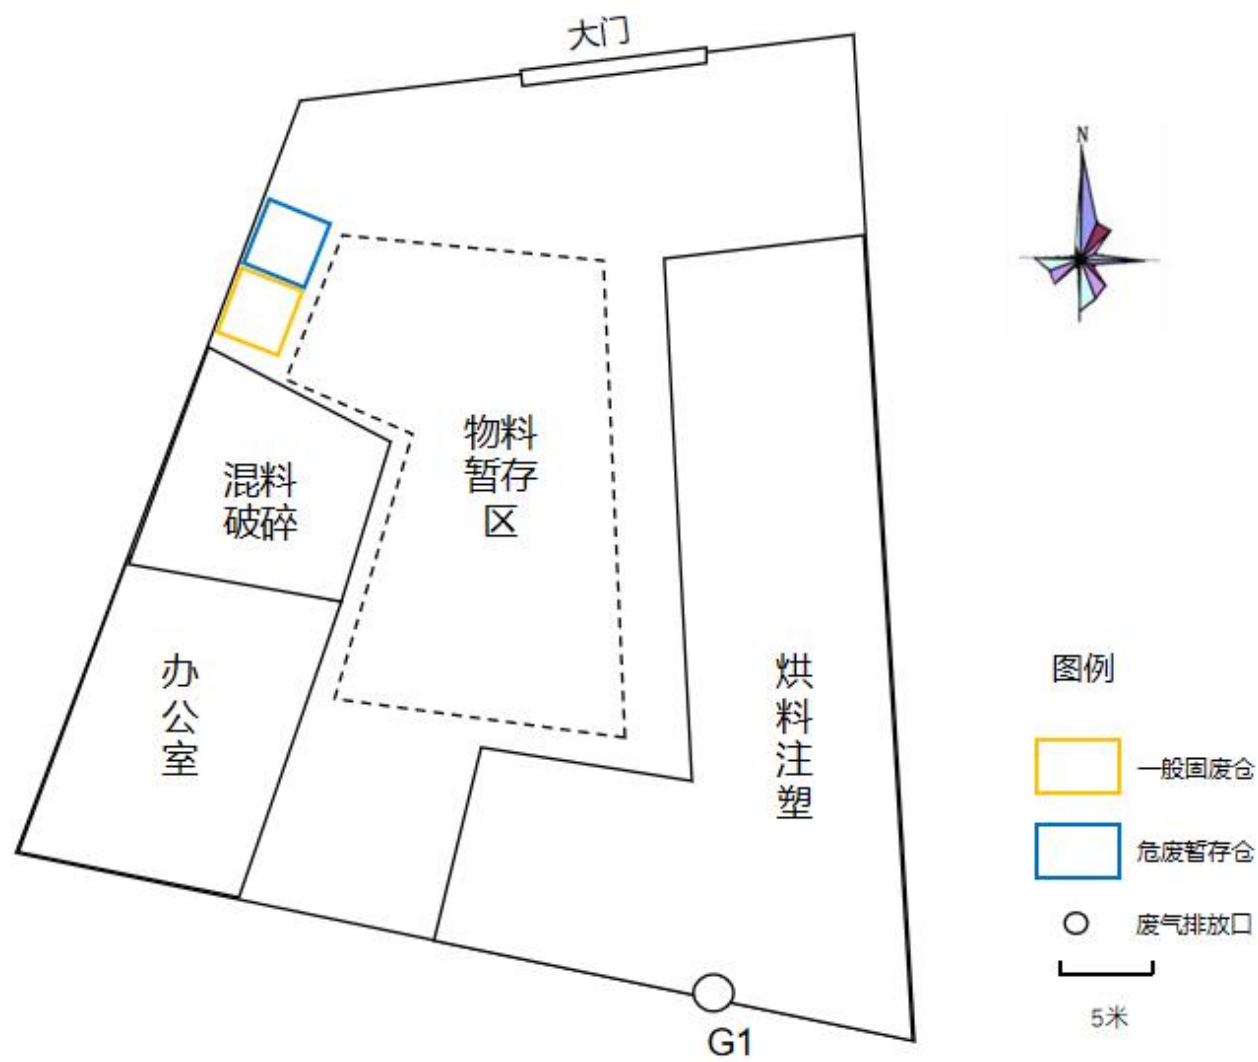 大门
N
物料
暂存
区
混料
破碎
办
公
室
烘
料
注
塑
图例
一般固废仓
危废暂存仓
废气排放口
5米
G1